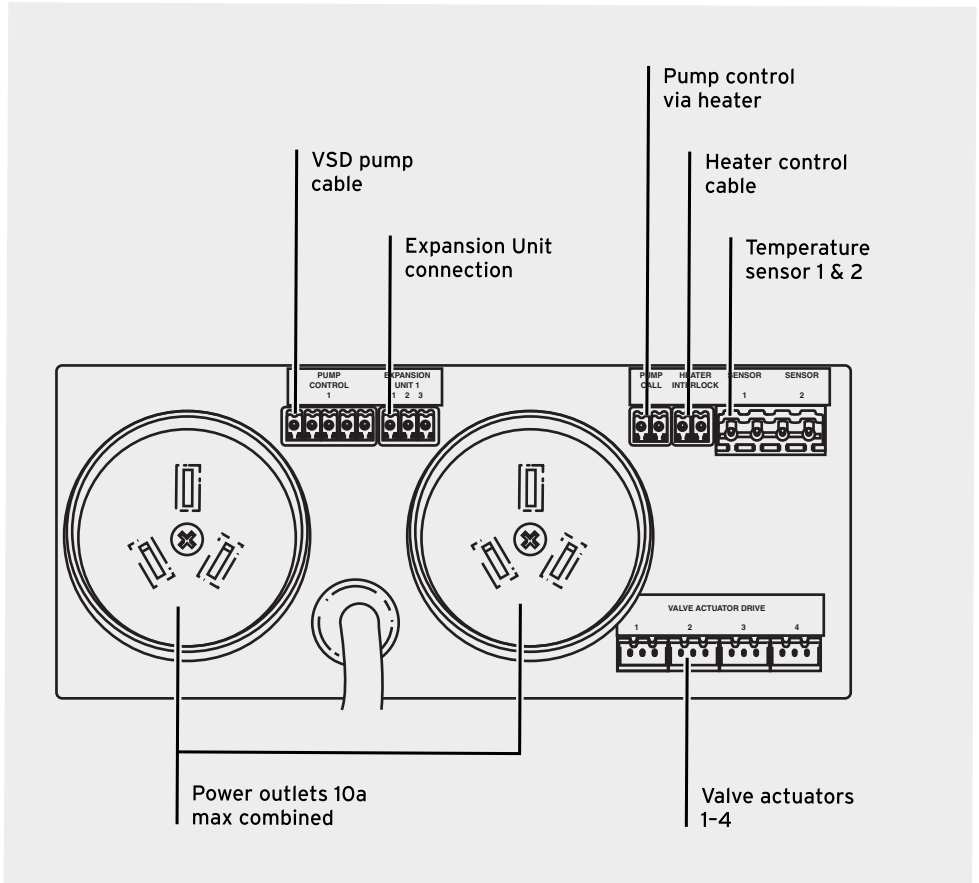 Pump control
via heater
VSD pump
cable
Heater control
cable
Expansion Unit
connection
Temperature
sensor 1 & 2
PUMP
CONTROL
1
EXPANSION
UNIT 1
1 2 3
PUMP
CALL
HEATER
INTERLOCK
SENSOR
1
SENSOR
2
VALVE ACTUATOR DRIVE
1 2 3 4
Power outlets 10a
max combined
Valve actuators
1–4